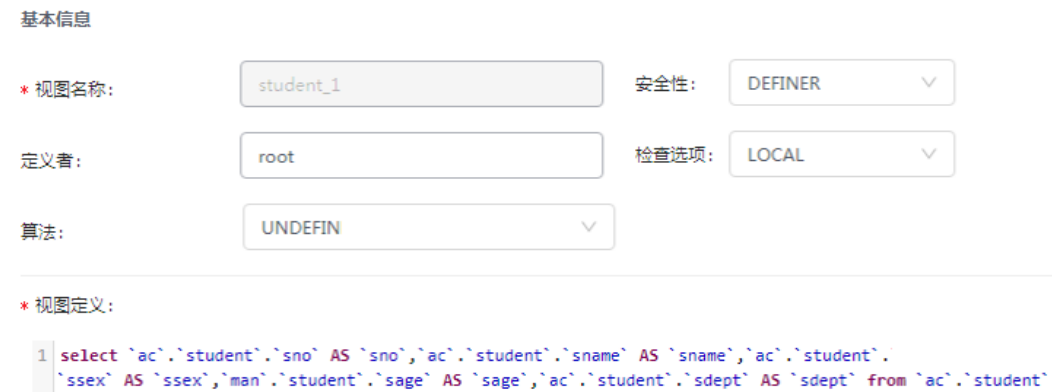 基本信息
* 视图名称: student_1 安全性: DEFINER
定义者: root 检查选项: LOCAL
算法: UNDEFIN
* 视图定义:
1 select `ac`.`student`.`sno` AS `sno`,`ac`.`student`.`sname` AS `sname`,`ac`.`student`.
`ssex` AS `ssex`,`man`.`student`.`sage` AS `sage`,`ac`.`student`.`sdept` AS `sdept` from `ac`.`student`